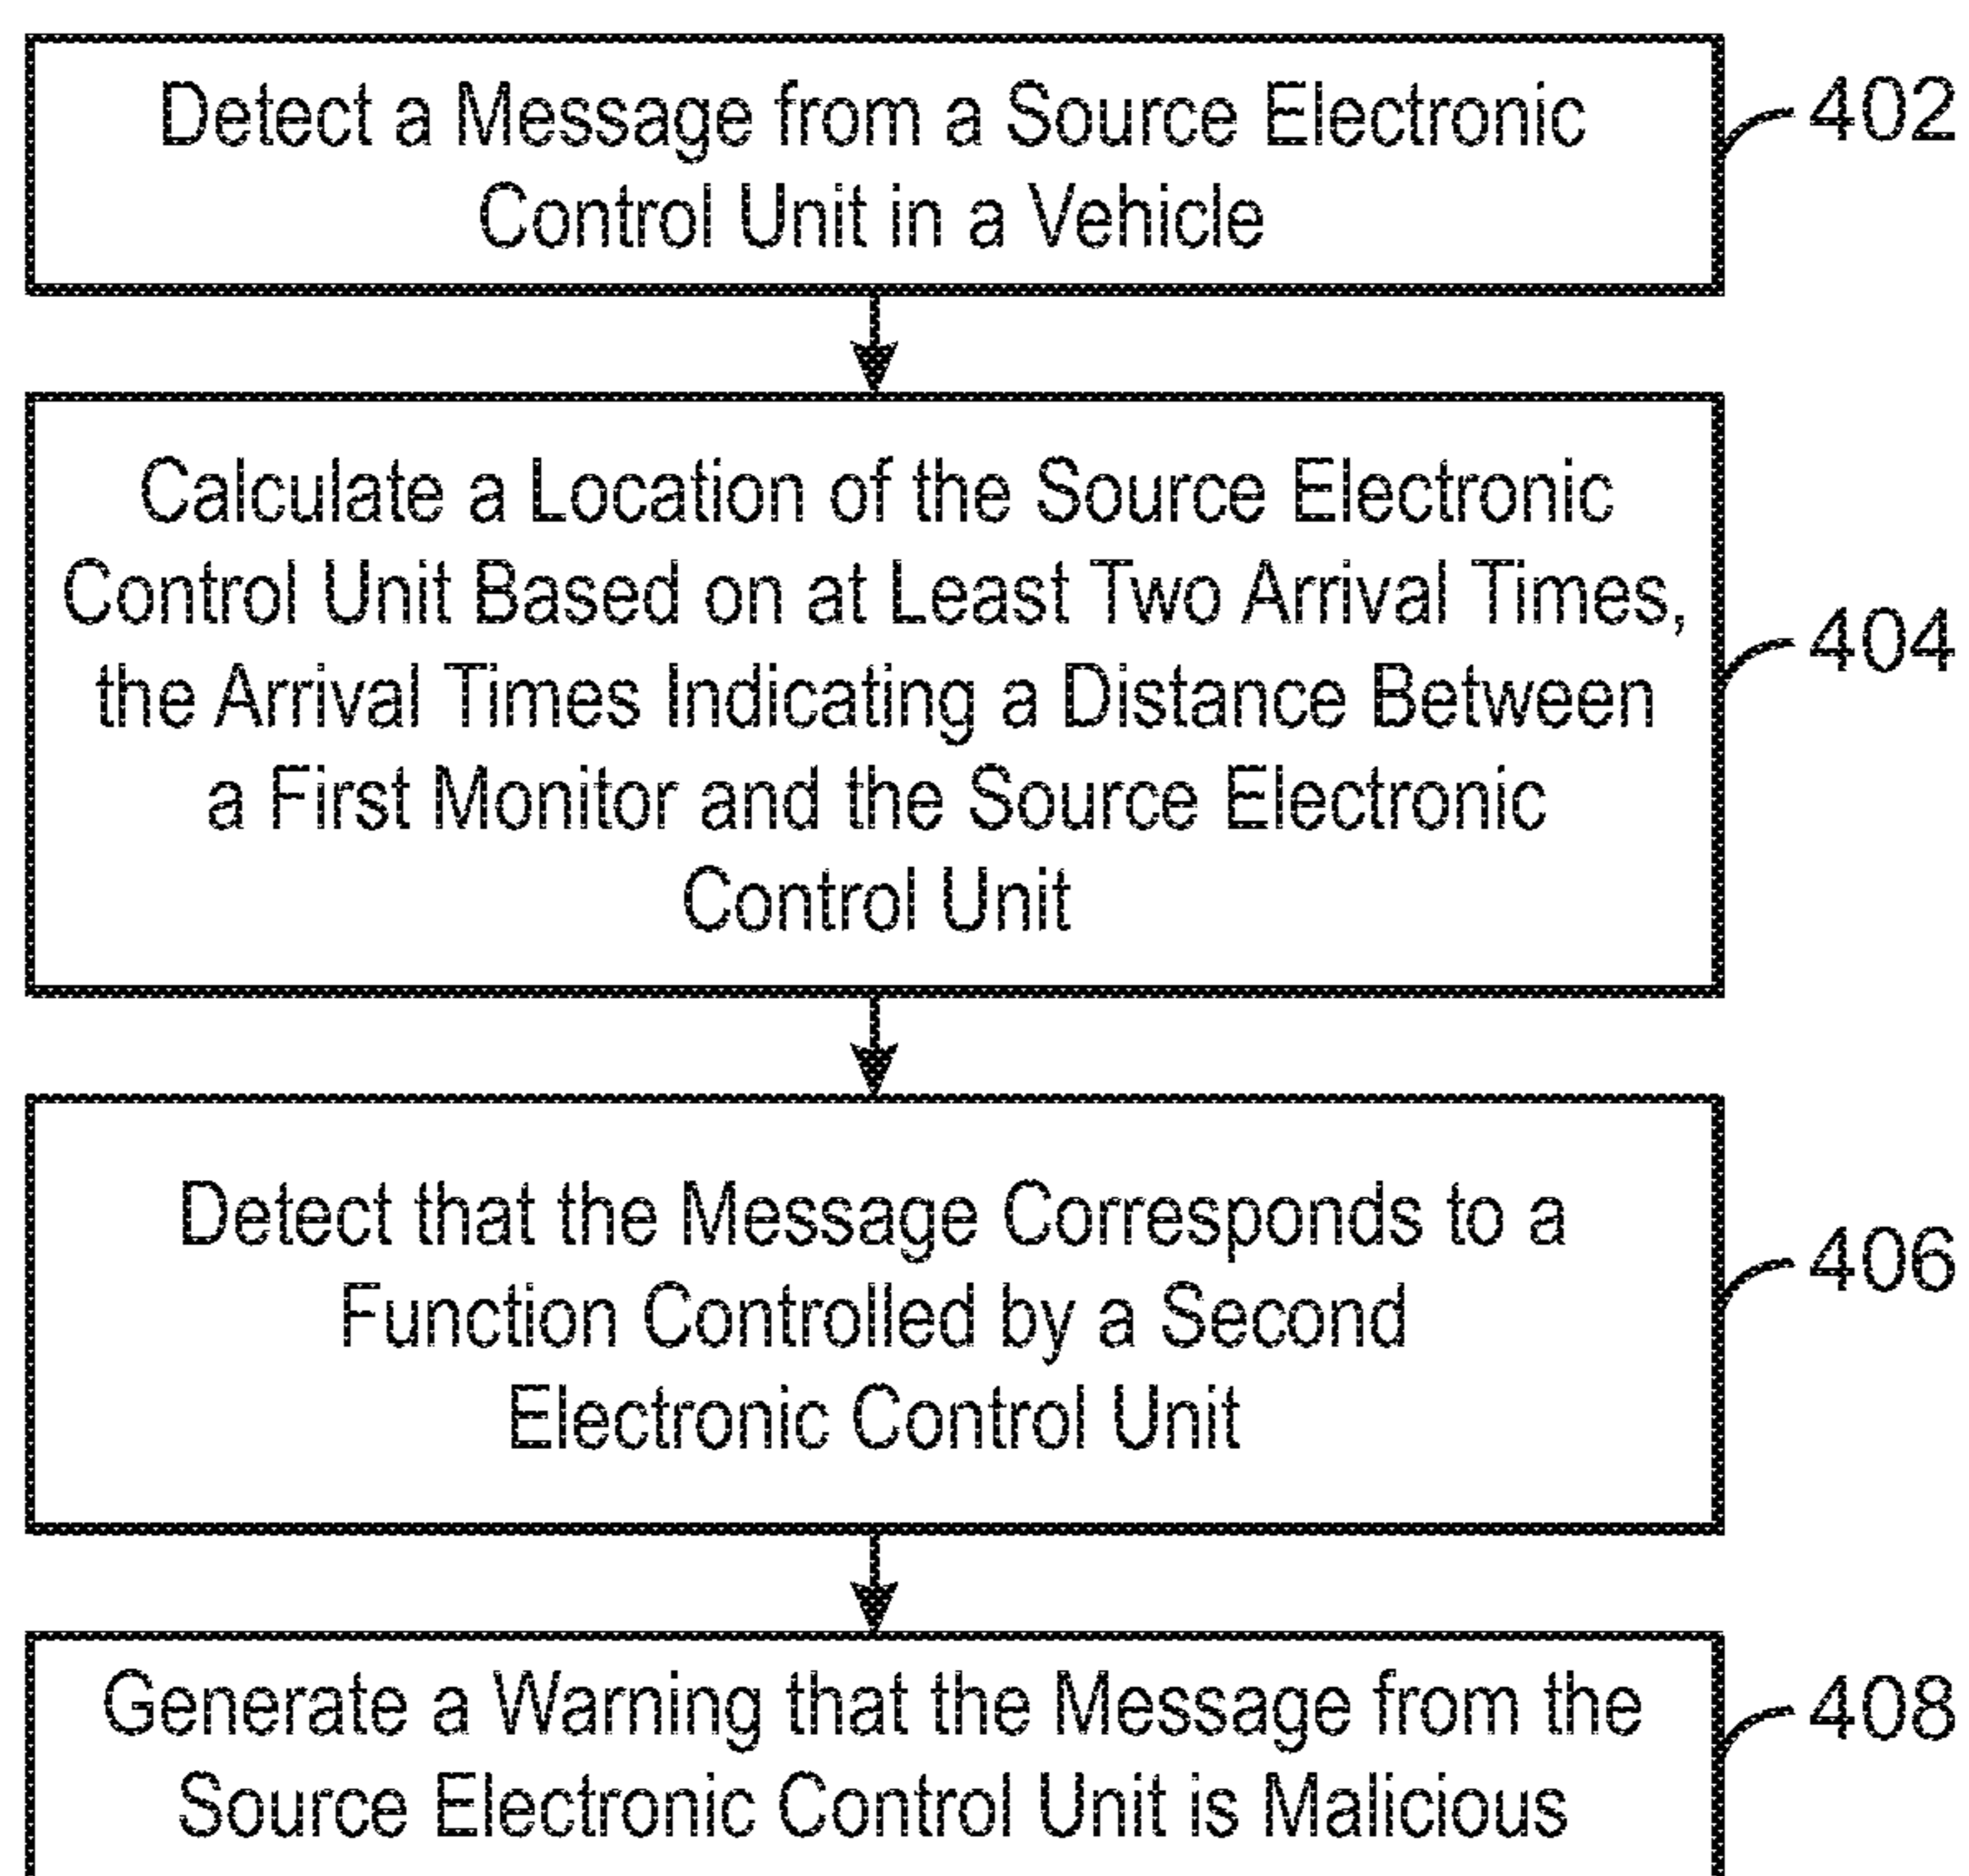 Detect a Message from a Source Electronic
Control Unit in a Vehicle
402
Calculate a Location of the Source Electronic
Control Unit Based on at Least Two Arrival Times,
the Arrival Times Indicating a Distance Between
a First Monitor and the Source Electronic
Control Unit
404
Detect that the Message Corresponds to a
Function Controlled by a Second
Electronic Control Unit
406
Generate a Warning that the Message from the
Source Electronic Control Unit is Malicious
408